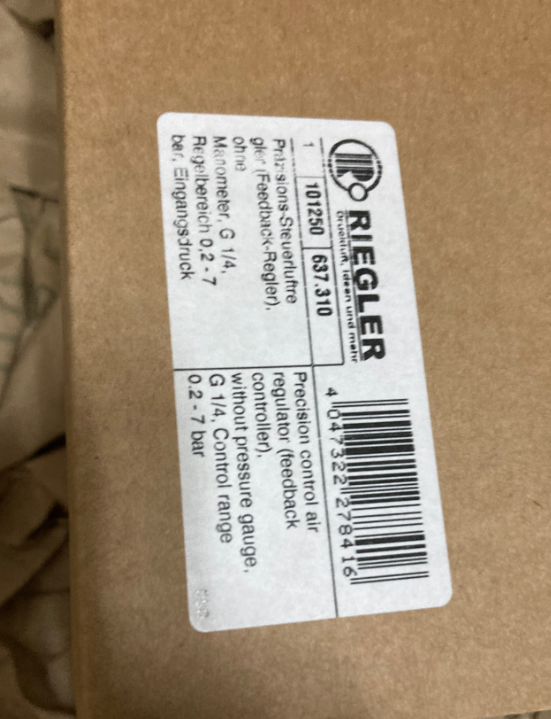 RIEGLER
Druckluft, Ideen und mehr
4 047322 278416
1 101250 637.310
Präzisions-Steuerluftre
gler (Feedback-Regler),
ohne
Manometer, G 1/4,
Regelbereich 0,2 - 7
bar, Eingangsdruck
Precision control air
regulator (feedback
controller),
without pressure gauge,
G 1/4, Control range
0.2 - 7 bar